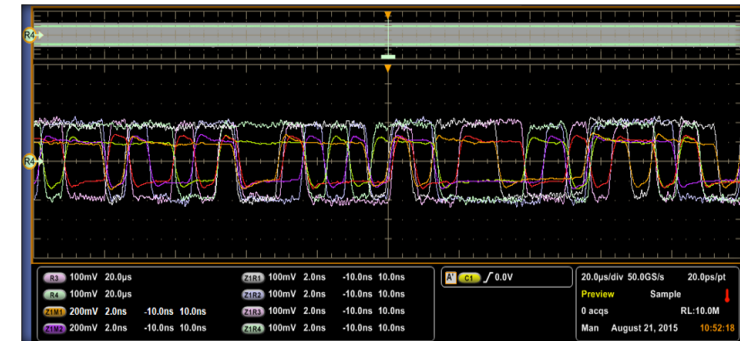 R4
R4
R3 100mV 20.0µs
R4 100mV 20.0µs
Z1M1 200mV 2.0ns -10.0ns 10.0ns
Z1M2 200mV 2.0ns -10.0ns 10.0ns
Z1R1 100mV 2.0ns -10.0ns 10.0ns
Z1R2 100mV 2.0ns -10.0ns 10.0ns
Z1R3 100mV 2.0ns -10.0ns 10.0ns
Z1R4 100mV 2.0ns -10.0ns 10.0ns
A' C1 0.0V
20.0µs/div 50.0GS/s 20.0ps/pt
Preview Sample
0 acqs RL:10.0M
Man August 21, 2015 10:52:18